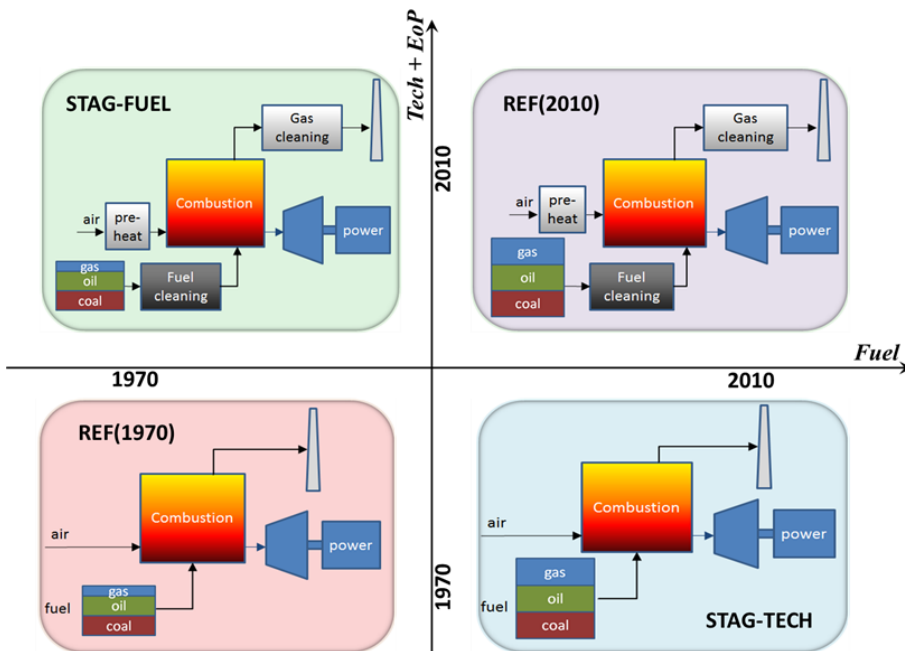 Tech + EoP
2010
STAG-FUEL
Gas
cleaning
Combustion
air
pre-
heat
power
gas
oil
coal
Fuel
cleaning
REF(2010)
Gas
cleaning
Combustion
air
pre-
heat
power
gas
oil
coal
Fuel
cleaning
Fuel
1970
2010
REF(1970)
Combustion
air
power
fuel
gas
oil
coal
1970
Combustion
air
power
fuel
gas
oil
coal
STAG-TECH